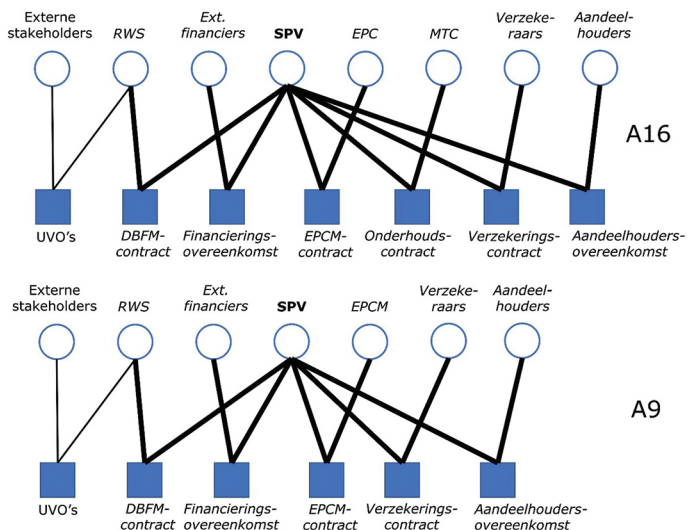 Externe
stakeholders
RWS
Ext.
financiers
SPV
EPC
MTC
Verzeke-
raars
Aandeel-
houders
A16
UVO's
DBFM-
contract
Financierings-
overeenkomst
EPCM-
contract
Onderhouds-
contract
Verzekerings-
contract
Aandeelhouders-
overeenkomst
Externe
stakeholders
RWS
Ext.
financiers
SPV
EPCM
Verzeke-
raars
Aandeel-
houders
A9
UVO's
DBFM-
contract
Financierings-
overeenkomst
EPCM-
contract
Verzekerings-
contract
Aandeelhouders-
overeenkomst